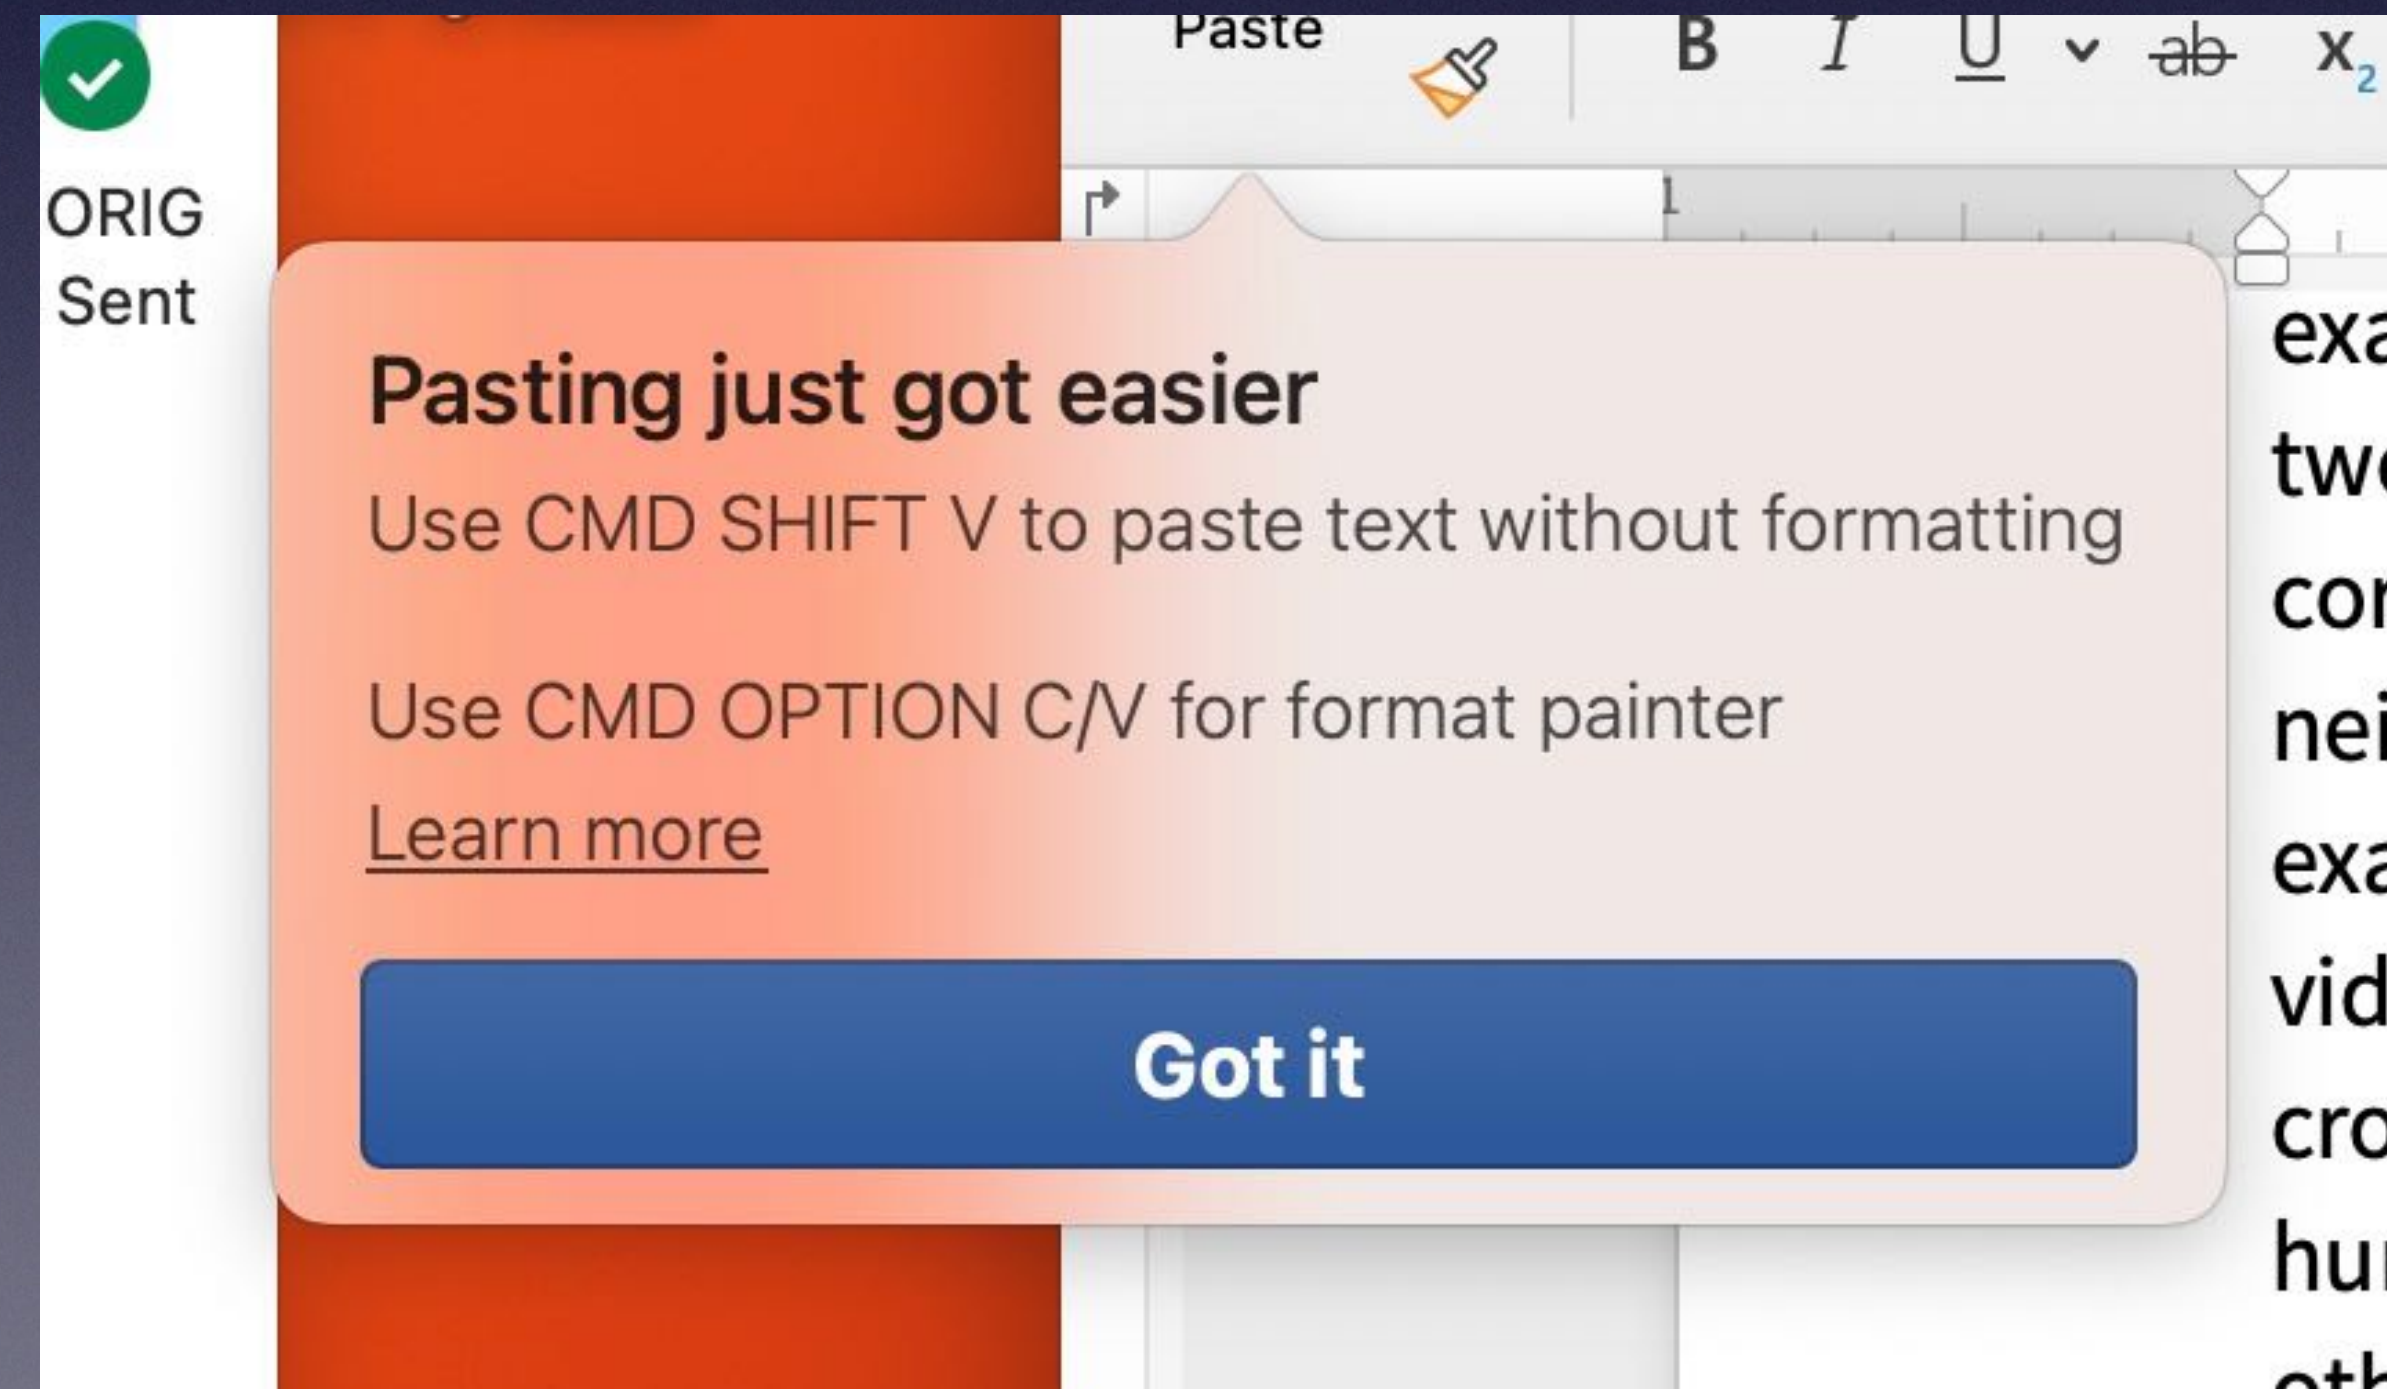 Paste
B I U ab X2
ORIG
Sent
1
Pasting just got easier
Use CMD SHIFT V to paste text without formatting
Use CMD OPTION C/V for format painter
Learn more
Got it